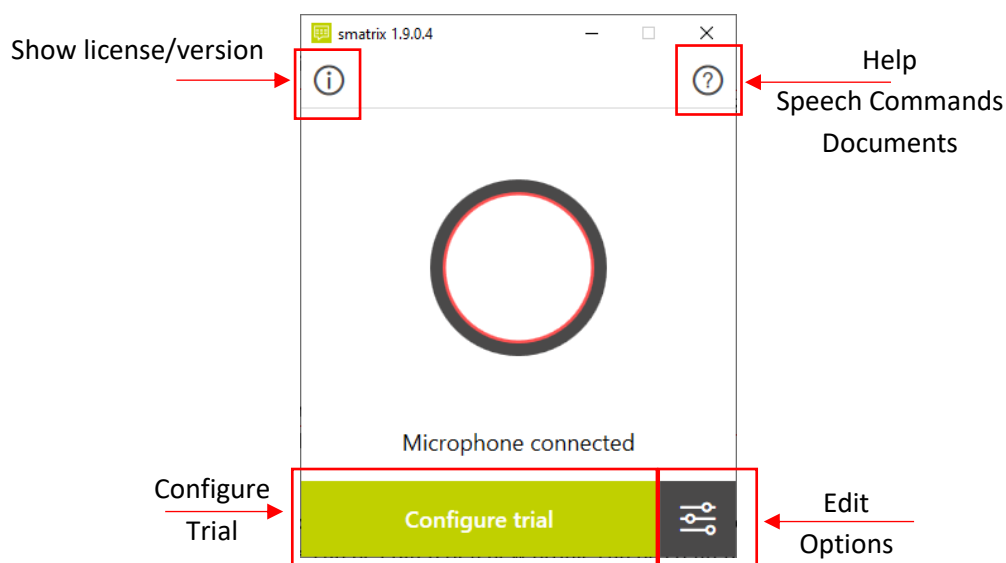 smatrix 1.9.0.4
Show license/version
Help
Speech Commands
Documents
Microphone connected
Configure
Trial
Configure trial
Edit
Options